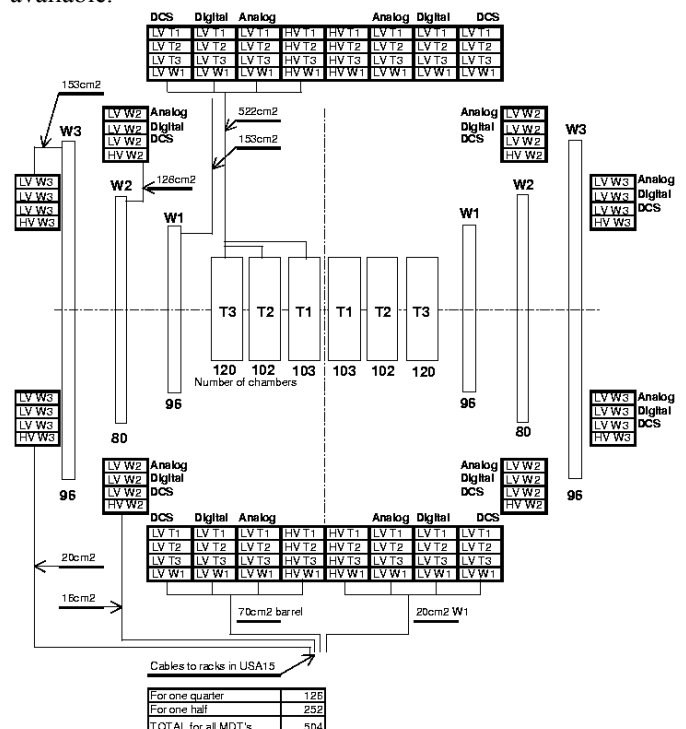 available.
DCS Digital Analog Analog Digital DCS
LV T1 LV T1 LV T1 HV T1 HV T1 LV T1 LV T1 LV T1
LV T2 LV T2 LV T2 HV T2 HV T2 LV T2 LV T2 LV T2
LV T3 LV T3 LV T3 HV T3 HV T3 LV T3 LV T3 LV T3
LV W1 LV W1 LV W1 HV W1 HV W1 LV W1 LV W1 LV W1
153cm2
522cm2
153cm2
LV W2 Analog
LV W2 Digital
LV W2 DCS
HV W2
Analog LV W2
Digital LV W2
DCS LV W2
HV W2
W3
W3
128cm2
LV W3
LV W3
LV W3
HV W3
W2
W2
LV W3 Analog
LV W3 Digital
LV W3 DCS
HV W3
W1
W1
T3 T2 T1 T1 T2 T3
120 102 103 103 102 120
Number of chambers
96
96
LV W3
LV W3
LV W3
HV W3
LV W3 Analog
LV W3 Digital
LV W3 DCS
HV W3
80
80
LV W2 Analog
LV W2 Digital
LV W2 DCS
HV W2
Analog LV W2
Digital LV W2
DCS LV W2
HV W2
96
96
DCS Digital Analog Analog Digital DCS
LV T1 LV T1 LV T1 HV T1 HV T1 LV T1 LV T1 LV T1
LV T2 LV T2 LV T2 HV T2 HV T2 LV T2 LV T2 LV T2
LV T3 LV T3 LV T3 HV T3 HV T3 LV T3 LV T3 LV T3
LV W1 LV W1 LV W1 HV W1 HV W1 LV W1 LV W1 LV W1
20cm2
16cm2
70cm2 barrel
20cm2 W1
Cables to racks in USA15
For one quarter 126
For one half 252
TOTAL for all MDT's 504